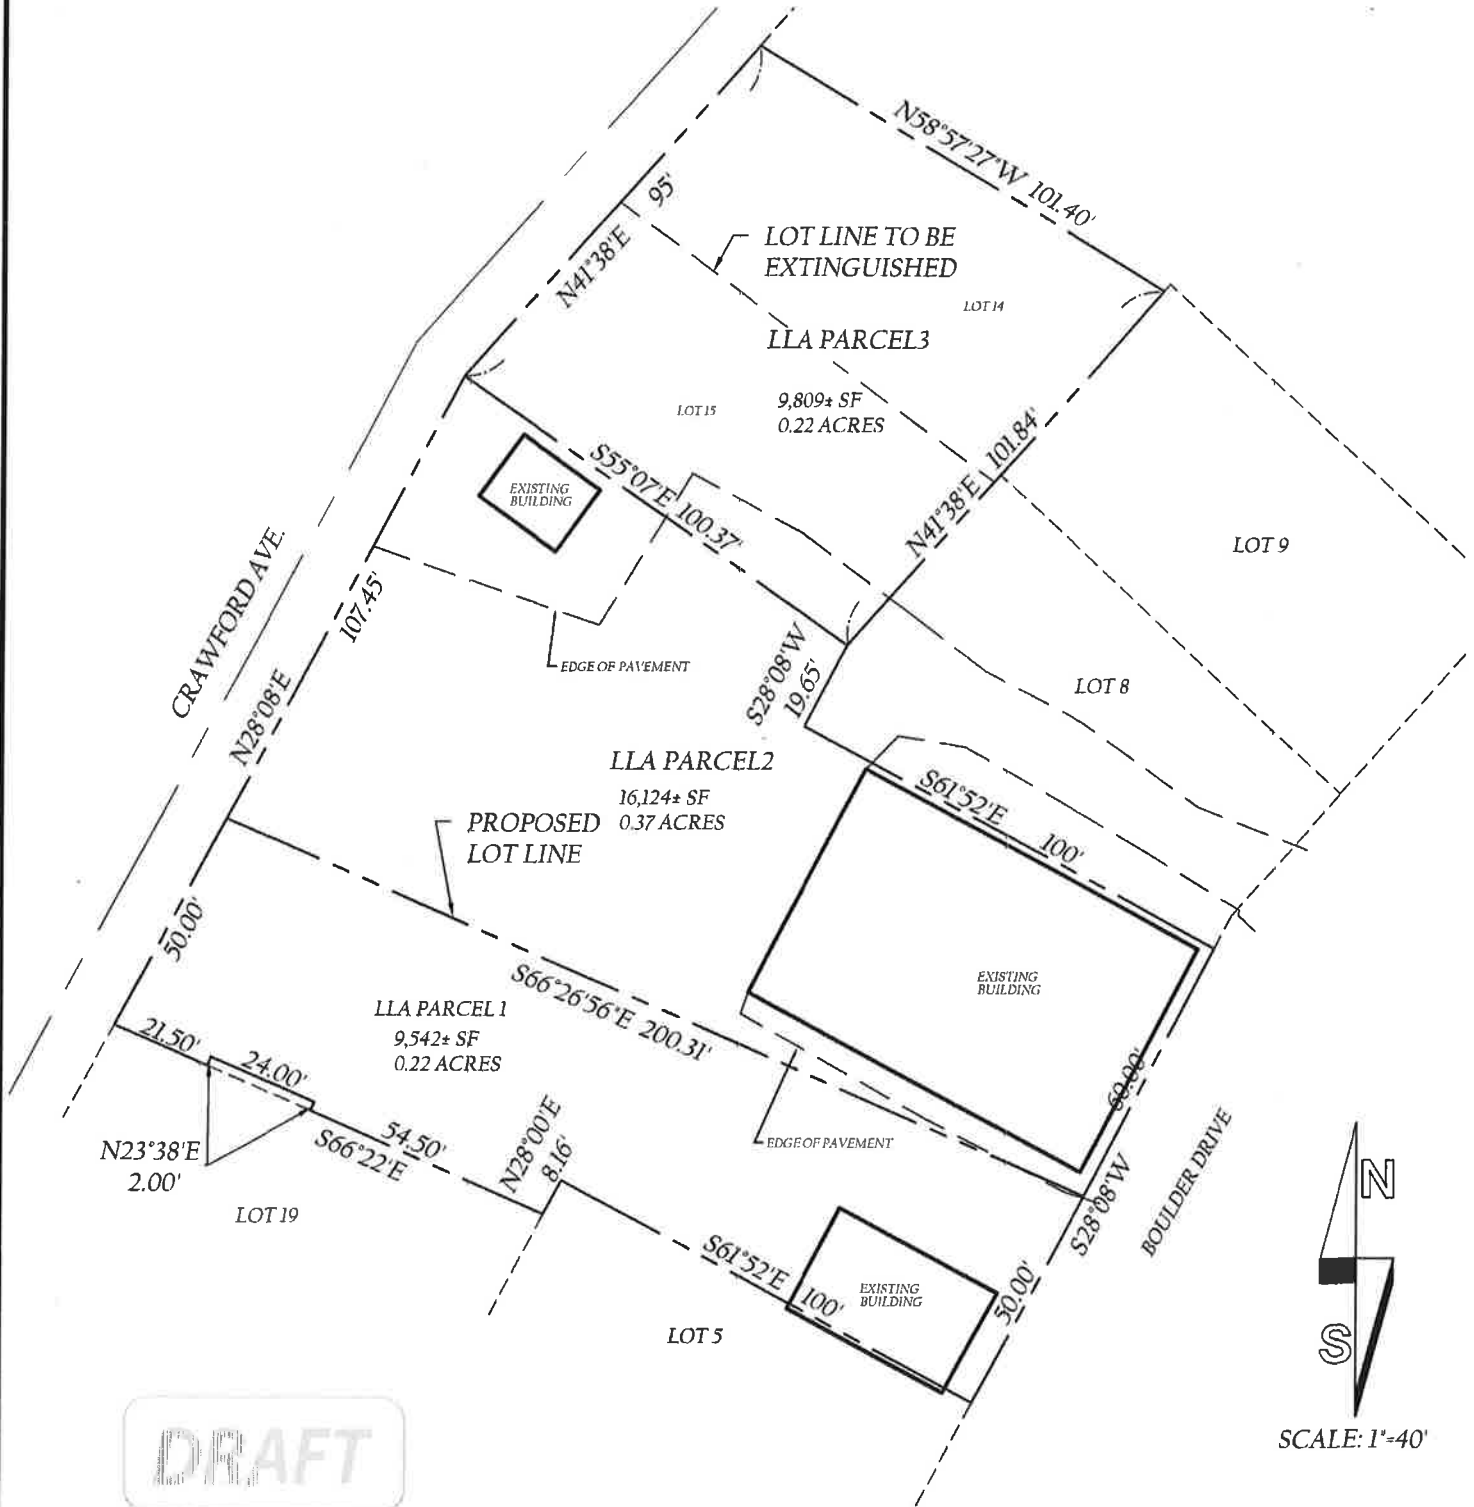 N58°57'27"W 101.40'
95'
N41°38'E
LOT LINE TO BE
EXTINGUISHED
LOT 14
LLA PARCEL3
9,809± SF
0.22 ACRES
LOT 15
S55°07'E 100.37'
EXISTING
BUILDING
N41°38'E 101.84'
LOT 9
CRAWFORD AVE.
107.45'
N28°08'E
EDGE OF PAVEMENT
S28°08'W
19.65'
LOT 8
LLA PARCEL2
16,124± SF
0.37 ACRES
PROPOSED
LOT LINE
S61°52'E 100'
50.00'
EXISTING
BUILDING
S66°26'56"E 200.31'
LLA PARCEL 1
9,542± SF
0.22 ACRES
21.50'
24.00'
54.50'
S66°22'E
N28°00'E
8.16'
N23°38'E
2.00'
LOT 19
EDGE OF PAVEMENT
60.00'
S28°08'W
BOULDER DRIVE
S61°52'E 100'
EXISTING
BUILDING
50.00'
LOT 5
N
S
SCALE: 1"=40'
DRAFT